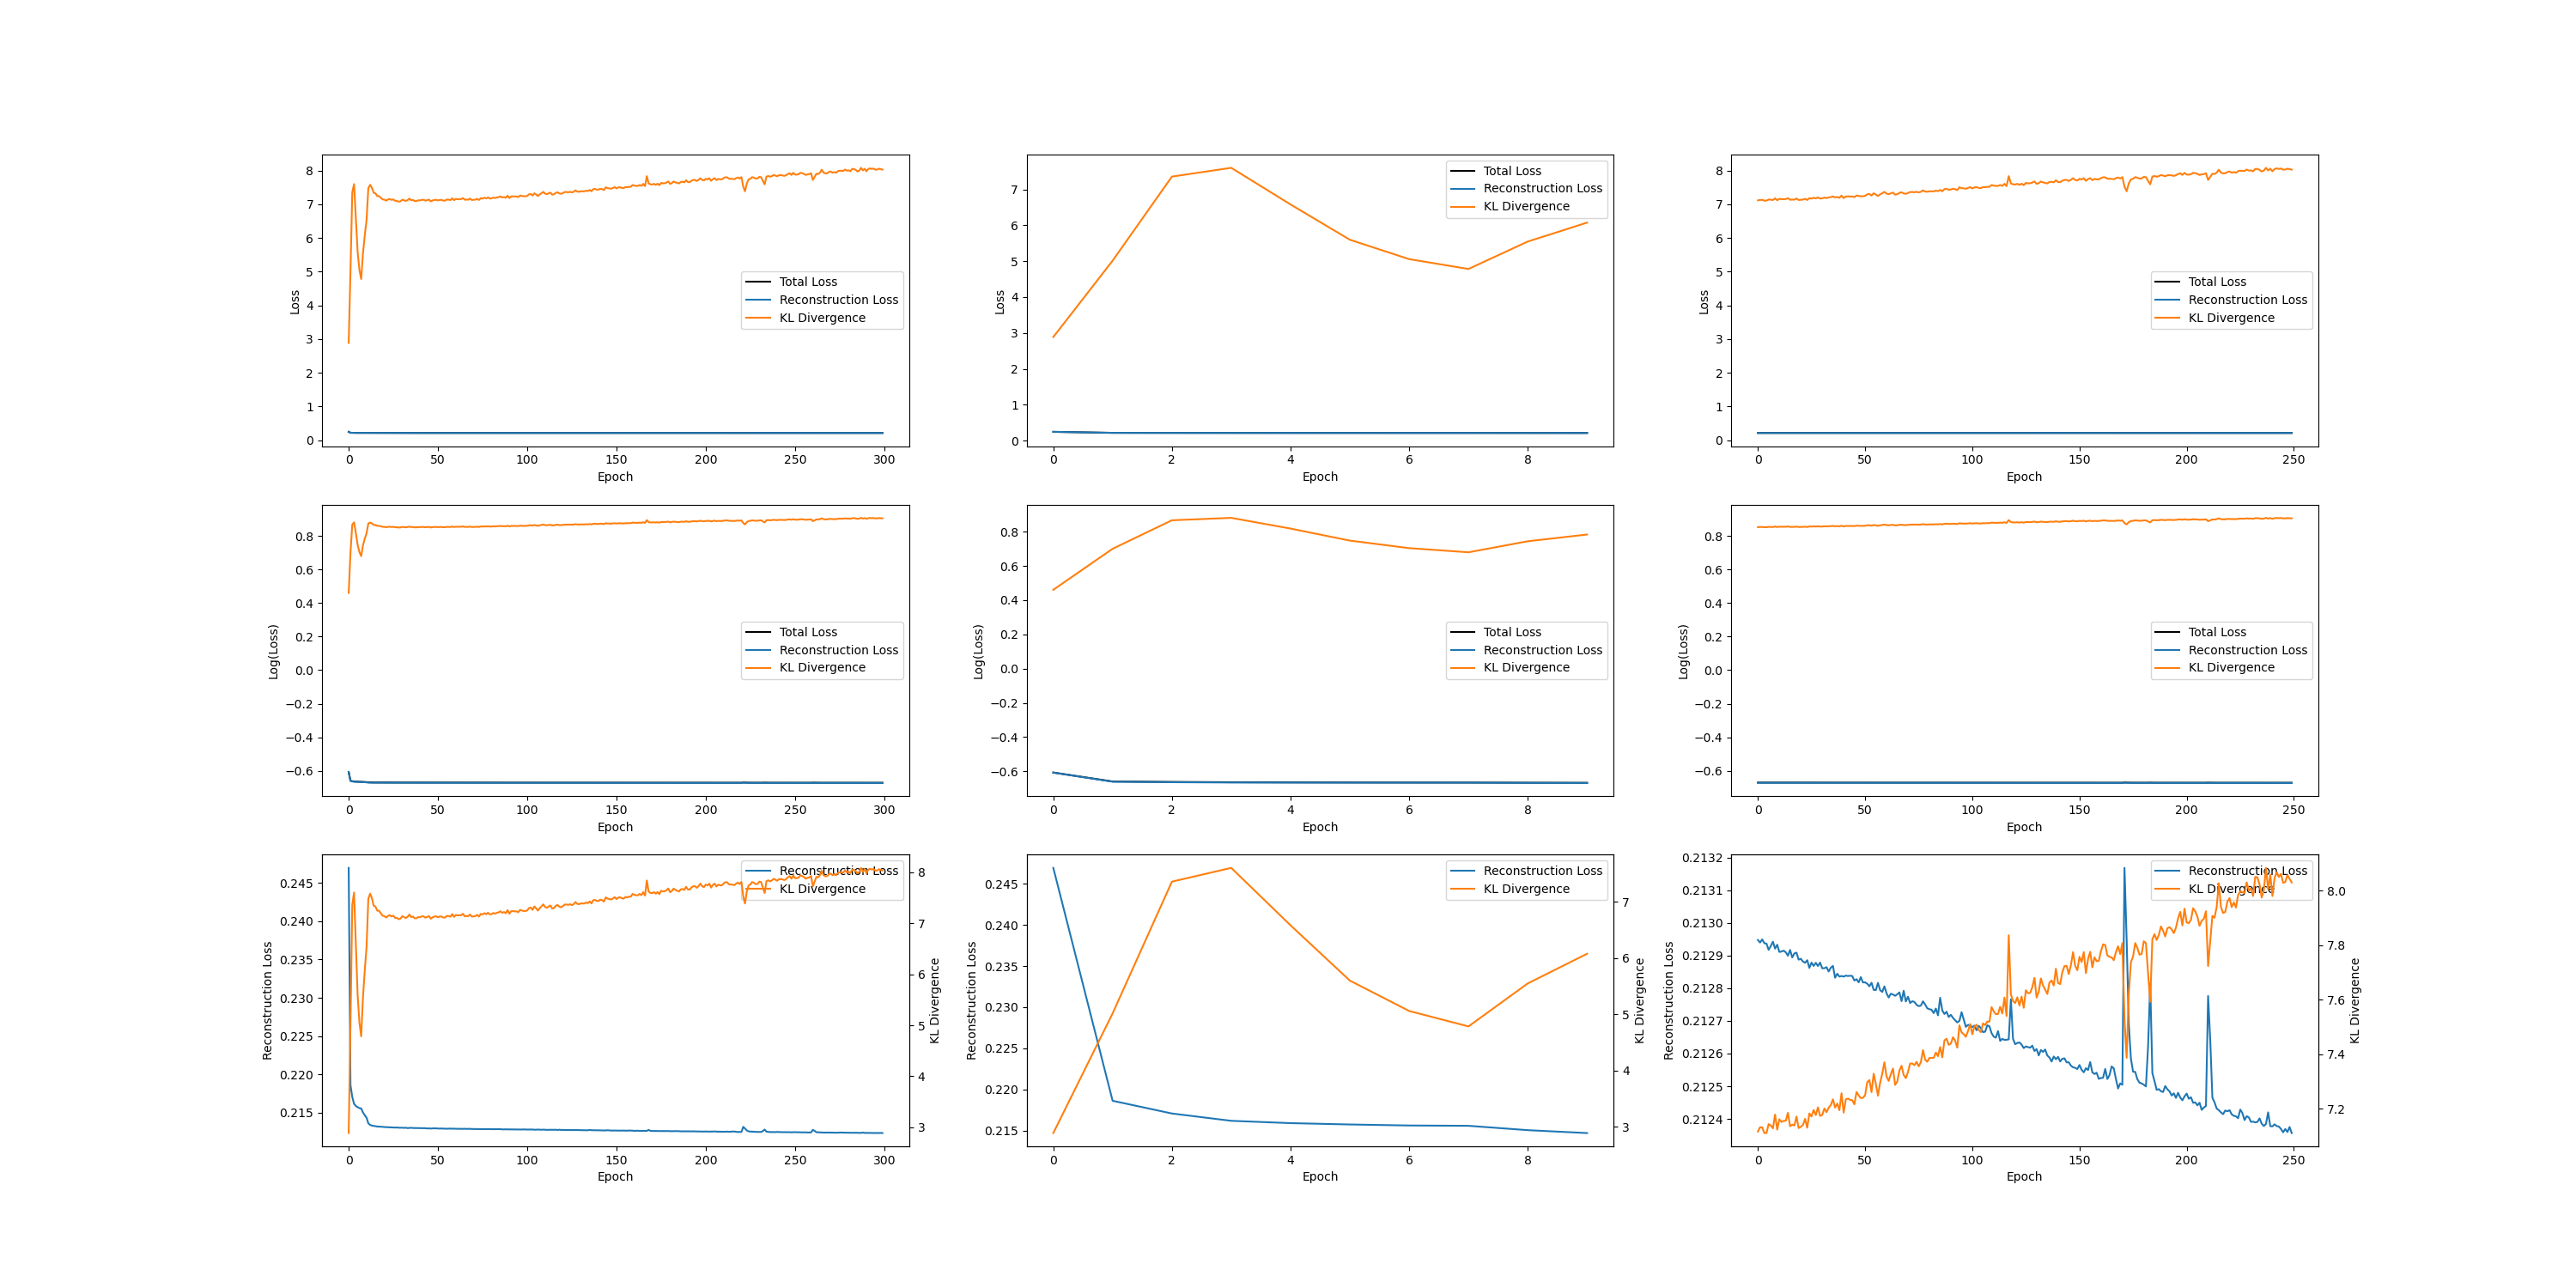 8
7
6
5
4
3
2
1
0
Loss
0 50 100 150 200 250 300
Epoch
Total Loss
Reconstruction Loss
KL Divergence
7
6
5
4
3
2
1
0
Loss
0 2 4 6 8
Epoch
Total Loss
Reconstruction Loss
KL Divergence
8
7
6
5
4
3
2
1
0
Loss
0 50 100 150 200 250
Epoch
Total Loss
Reconstruction Loss
KL Divergence
0.8
0.6
0.4
0.2
0.0
−0.2
−0.4
−0.6
Log(Loss)
0 50 100 150 200 250 300
Epoch
Total Loss
Reconstruction Loss
KL Divergence
0.8
0.6
0.4
0.2
0.0
−0.2
−0.4
−0.6
Log(Loss)
0 2 4 6 8
Epoch
Total Loss
Reconstruction Loss
KL Divergence
0.8
0.6
0.4
0.2
0.0
−0.2
−0.4
−0.6
Log(Loss)
0 50 100 150 200 250
Epoch
Total Loss
Reconstruction Loss
KL Divergence
0.245
0.240
0.235
0.230
0.225
0.220
0.215
Reconstruction Loss
0 50 100 150 200 250 300
Epoch
Reconstruction Loss
KL Divergence
8
7
6
5
4
3
KL Divergence
0.245
0.240
0.235
0.230
0.225
0.220
0.215
Reconstruction Loss
0 2 4 6 8
Epoch
Reconstruction Loss
KL Divergence
7
6
5
4
3
KL Divergence
0.2132
0.2131
0.2130
0.2129
0.2128
0.2127
0.2126
0.2125
0.2124
Reconstruction Loss
0 50 100 150 200 250
Epoch
Reconstruction Loss
KL Divergence
8.0
7.8
7.6
7.4
7.2
KL Divergence